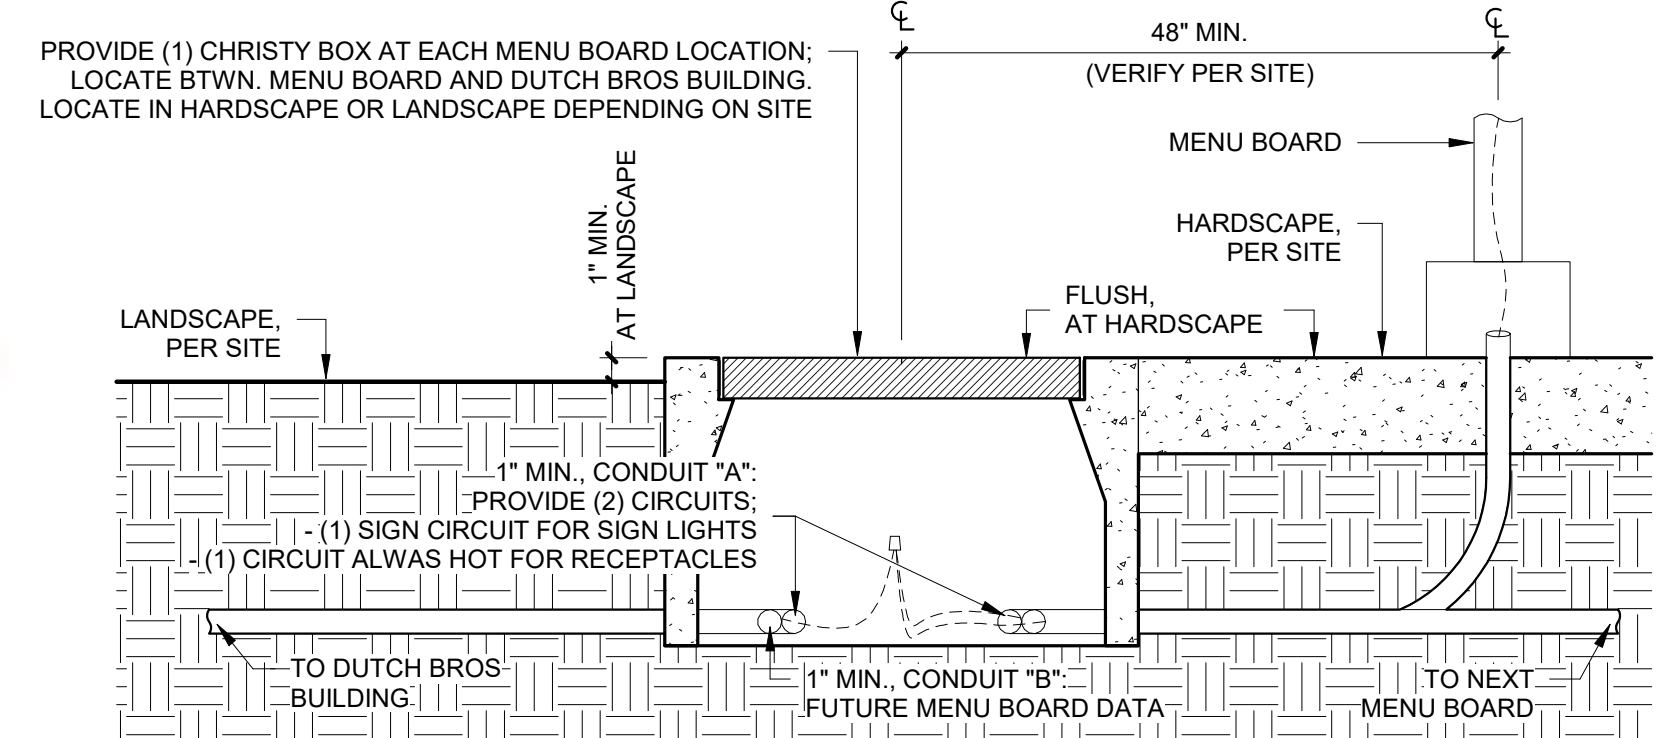 PROVIDE (1) CHRISTY BOX AT EACH MENU BOARD LOCATION;
LOCATE BTWN. MENU BOARD AND DUTCH BROS BUILDING.
LOCATE IN HARDSCAPE OR LANDSCAPE DEPENDING ON SITE
℄
℄
48" MIN.
(VERIFY PER SITE)
MENU BOARD
1" MIN.
AT LANDSCAPE
HARDSCAPE,
PER SITE
FLUSH,
AT HARDSCAPE
LANDSCAPE,
PER SITE
1" MIN., CONDUIT "A":
PROVIDE (2) CIRCUITS;
- (1) SIGN CIRCUIT FOR SIGN LIGHTS
- (1) CIRCUIT ALWAS HOT FOR RECEPTACLES
TO DUTCH BROS
BUILDING
1" MIN., CONDUIT "B":
FUTURE MENU BOARD DATA
TO NEXT
MENU BOARD